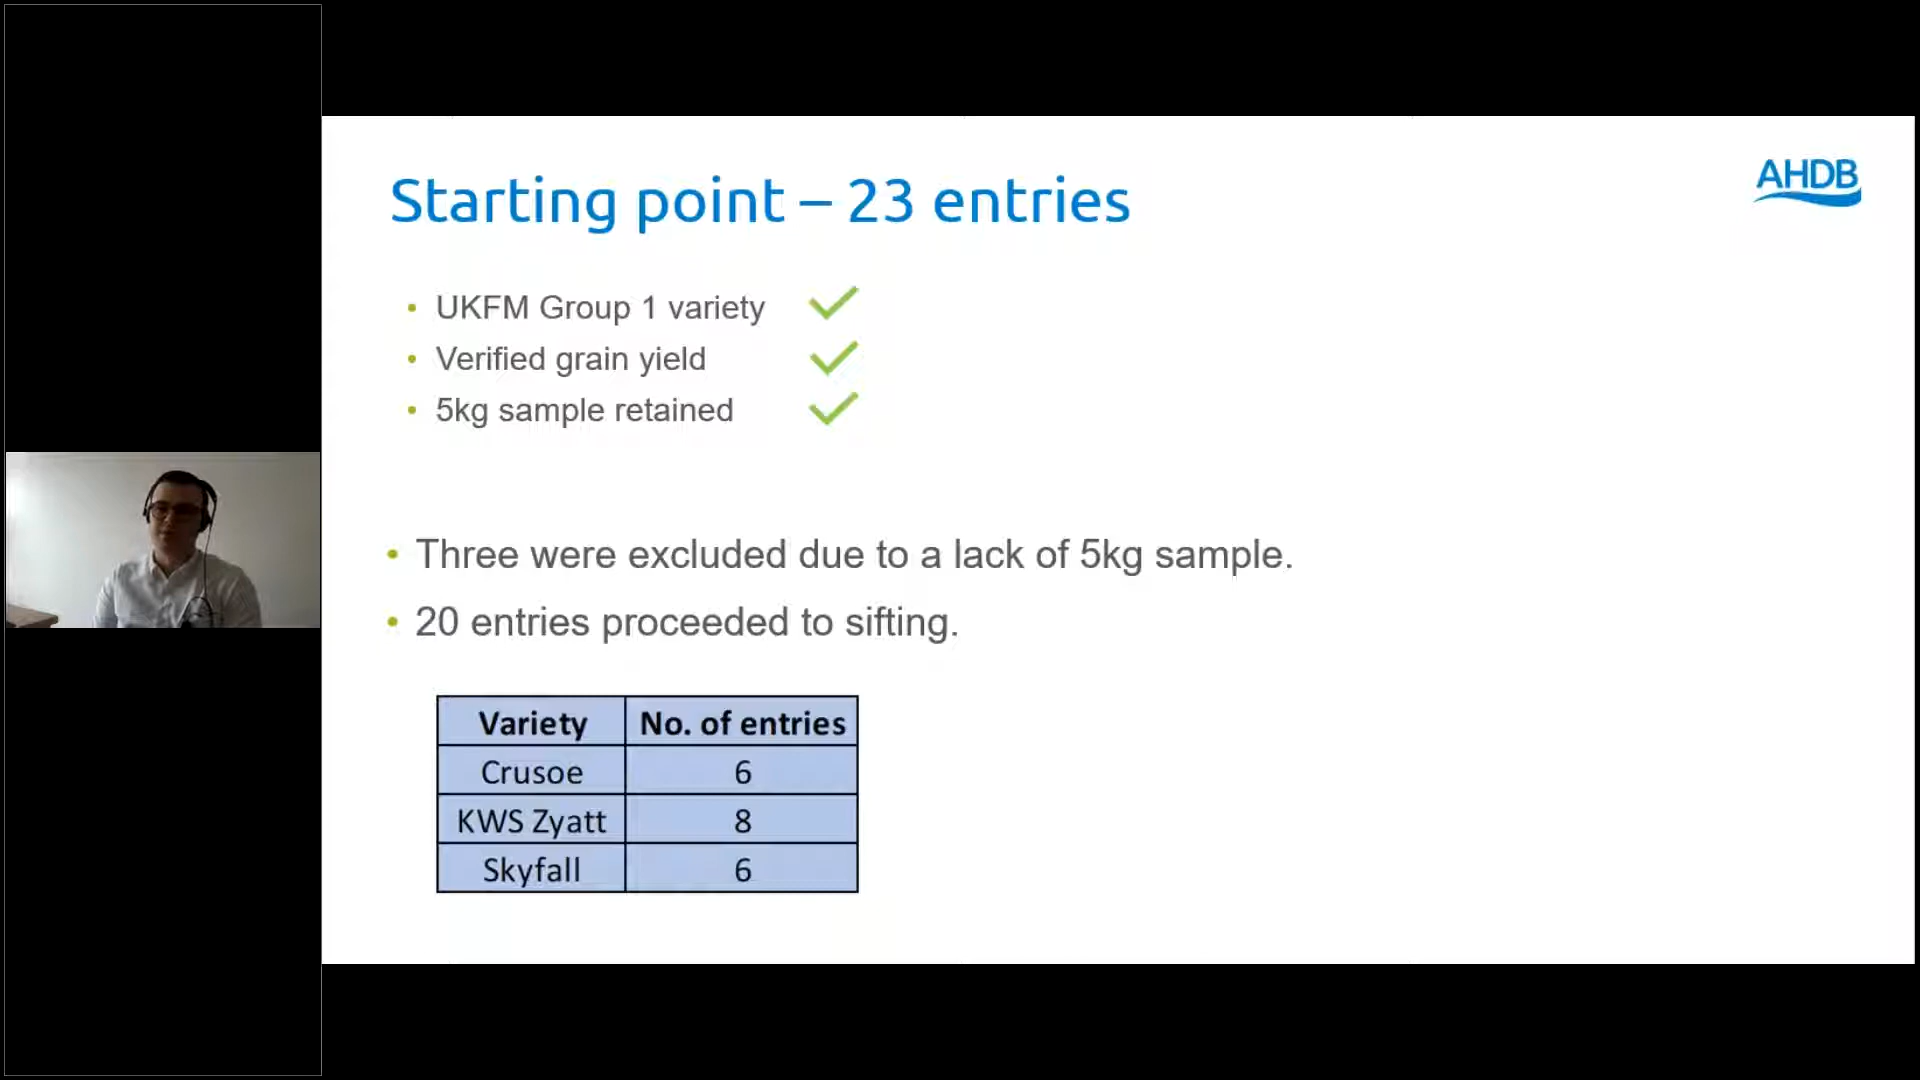 Starting point – 23 entries
AHDB
• UKFM Group 1 variety
• Verified grain yield
• 5kg sample retained
• Three were excluded due to a lack of 5kg sample.
• 20 entries proceeded to sifting.
Variety No. of entries
Crusoe 6
KWS Zyatt 8
Skyfall 6